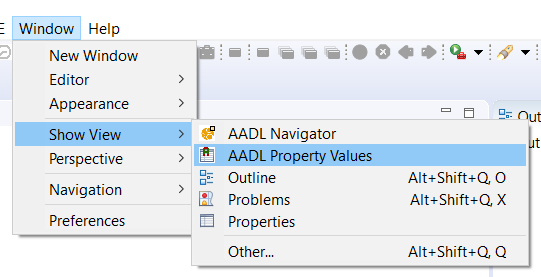 E Window Help
New Window
Editor
Appearance
Show View
Perspective
Navigation
Preferences
AADL Navigator
AADL Property Values
Outline Alt+Shift+Q, O
Problems Alt+Shift+Q, X
Properties
Other... Alt+Shift+Q, Q
Out
ut